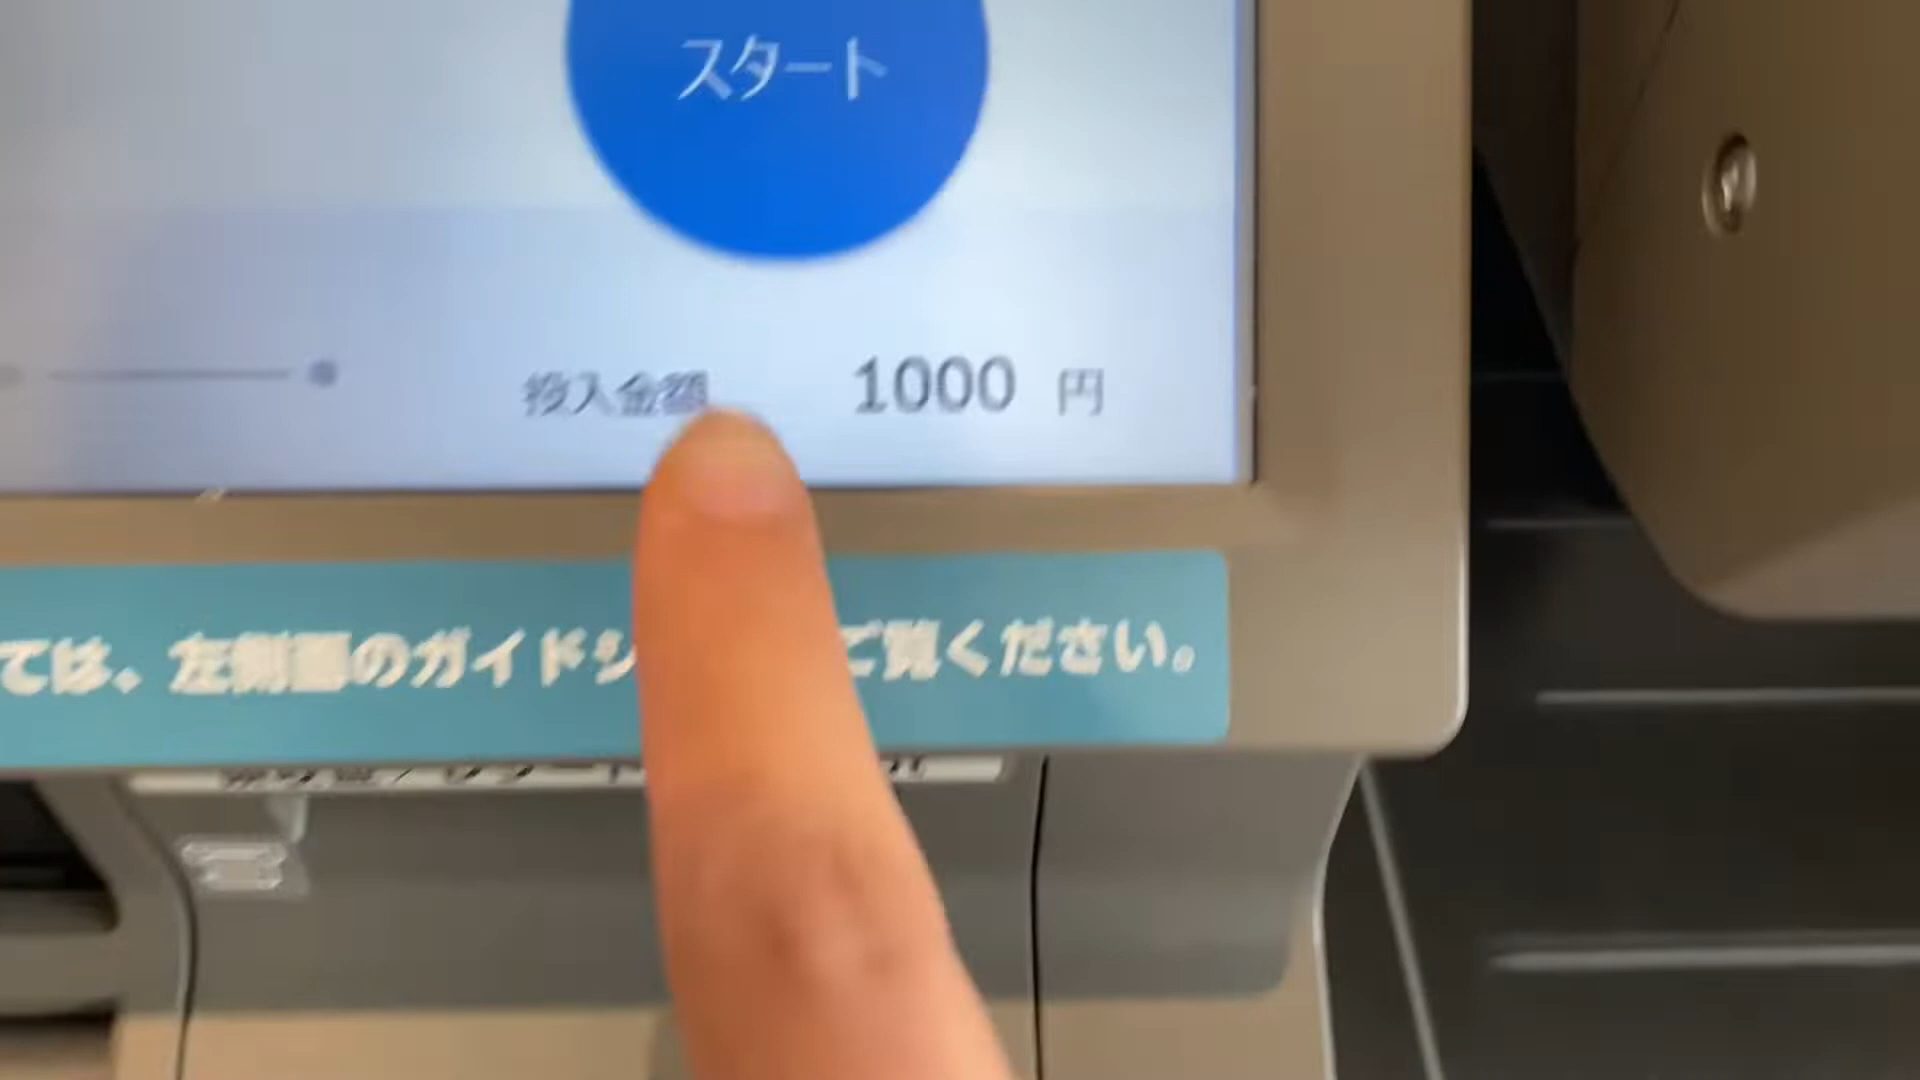 スタート
投入金額 1000 円
ては、左側面のガイドシ ご覧ください。